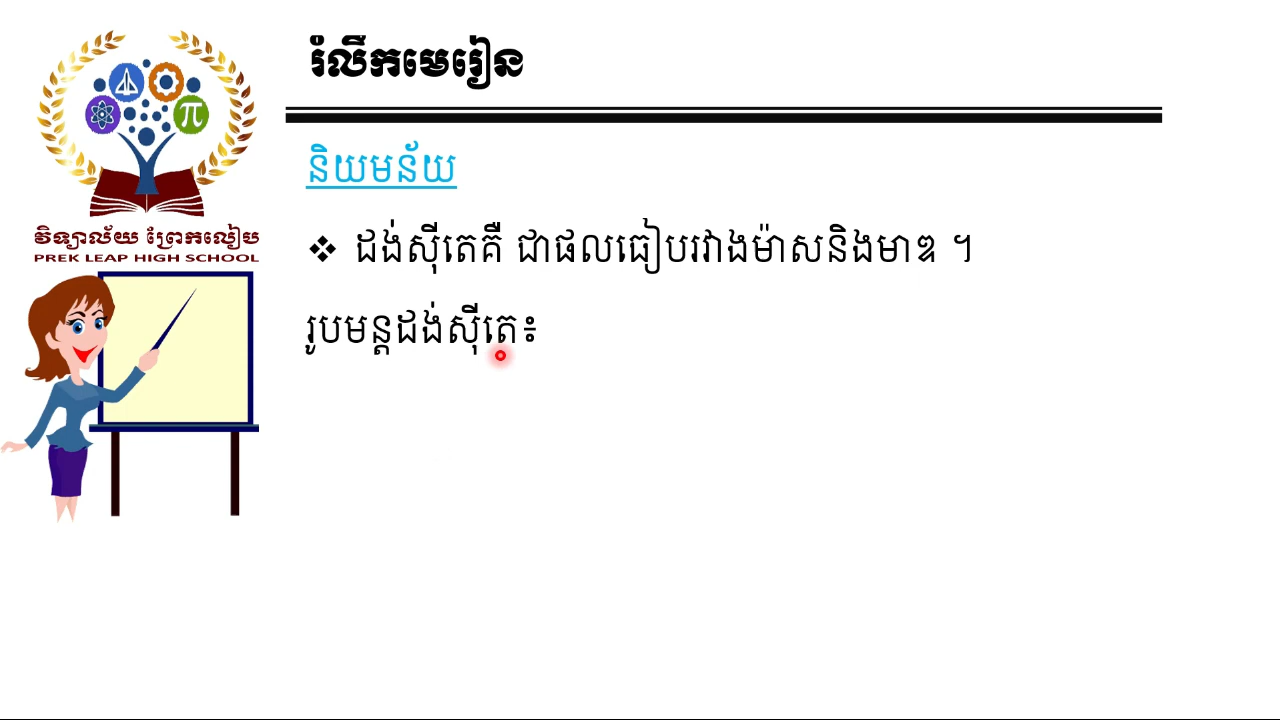 រំលឹកមេរៀន
និយមន័យ
❖ ដង់ស៊ីតេគឺ ជាផលធៀបរវាងម៉ាសនិងមាឌ ។
រូបមន្តដង់ស៊ីតេ៖
វិទ្យាល័យ ព្រែកលៀប
PREK LEAP HIGH SCHOOL
π